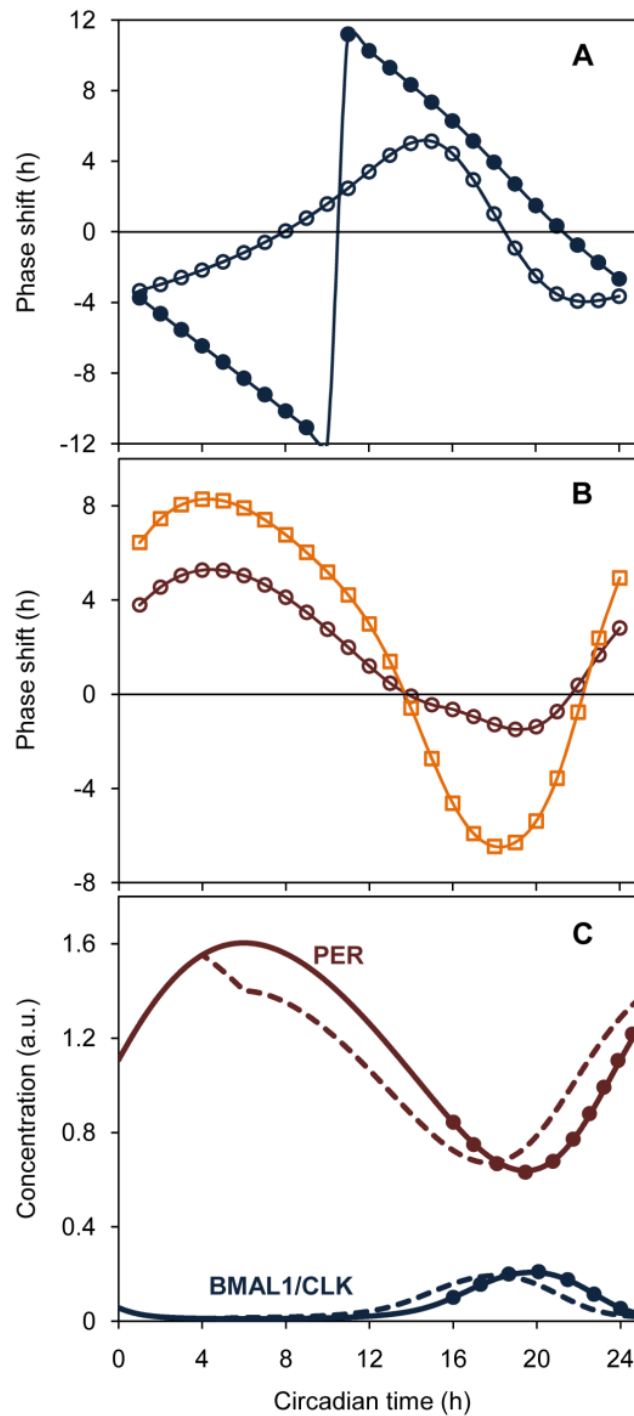 12
A
8
4
0
-4
-8
-12
Phase shift (h)
B
8
4
0
-4
-8
Phase shift (h)
C
1.6
PER
1.2
0.8
0.4
BMAL1/CLK
0
Concentration (a.u.)
0 4 8 12 16 20 24
Circadian time (h)